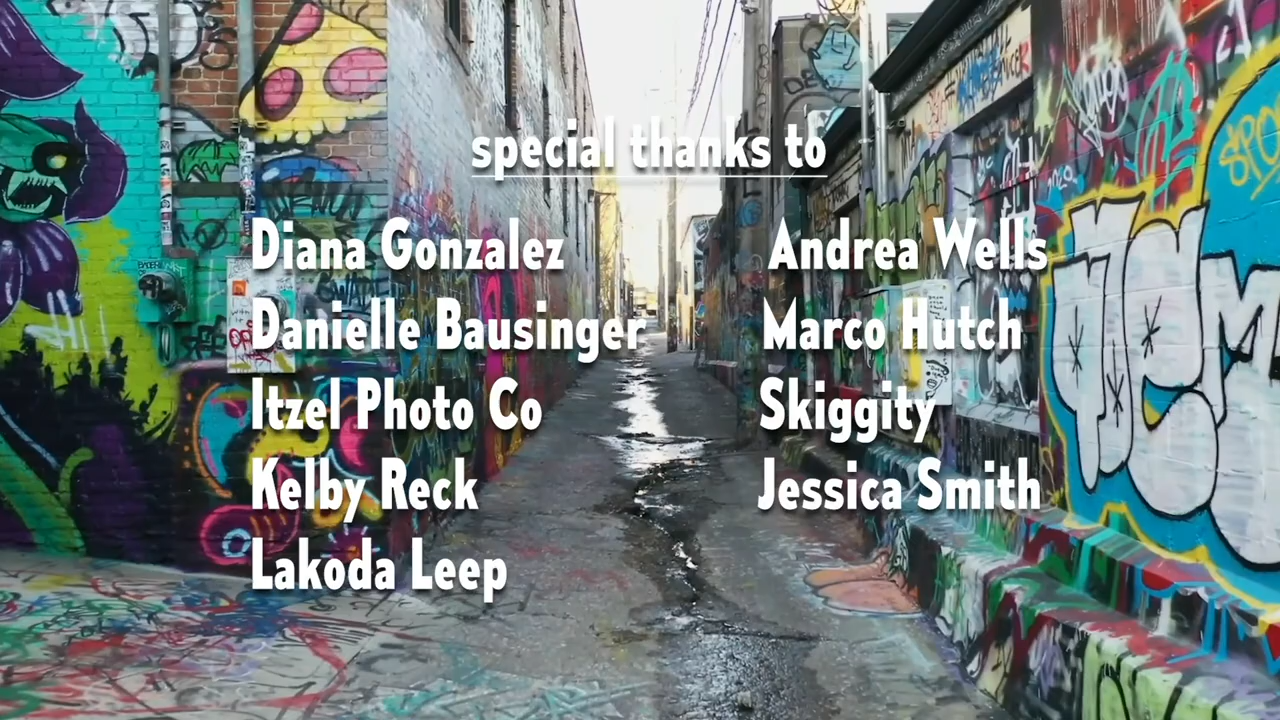 special thanks to
Diana Gonzalez
Danielle Bausinger
Itzel Photo Co
Kelby Reck
Lakoda Leep
Andrea Wells
Marco Hutch
Skiggity
Jessica Smith